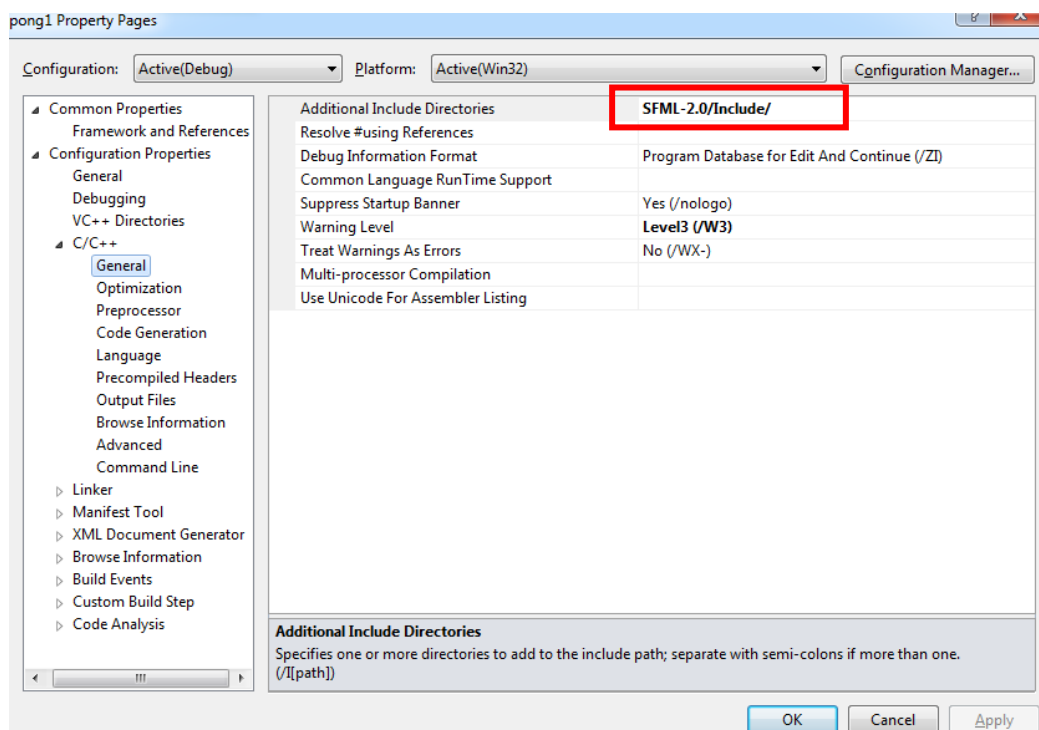 pong1 Property Pages
Configuration: Active(Debug) Platform: Active(Win32) Configuration Manager...
Common Properties
Framework and References
Configuration Properties
General
Debugging
VC++ Directories
C/C++
General
Optimization
Preprocessor
Code Generation
Language
Precompiled Headers
Output Files
Browse Information
Advanced
Command Line
Linker
Manifest Tool
XML Document Generator
Browse Information
Build Events
Custom Build Step
Code Analysis
Additional Include Directories SFML-2.0/Include/
Resolve #using References
Debug Information Format Program Database for Edit And Continue (/ZI)
Common Language RunTime Support
Suppress Startup Banner Yes (/nologo)
Warning Level Level3 (/W3)
Treat Warnings As Errors No (/WX-)
Multi-processor Compilation
Use Unicode For Assembler Listing
Additional Include Directories
Specifies one or more directories to add to the include path; separate with semi-colons if more than one.
(/I[path])
OK Cancel Apply